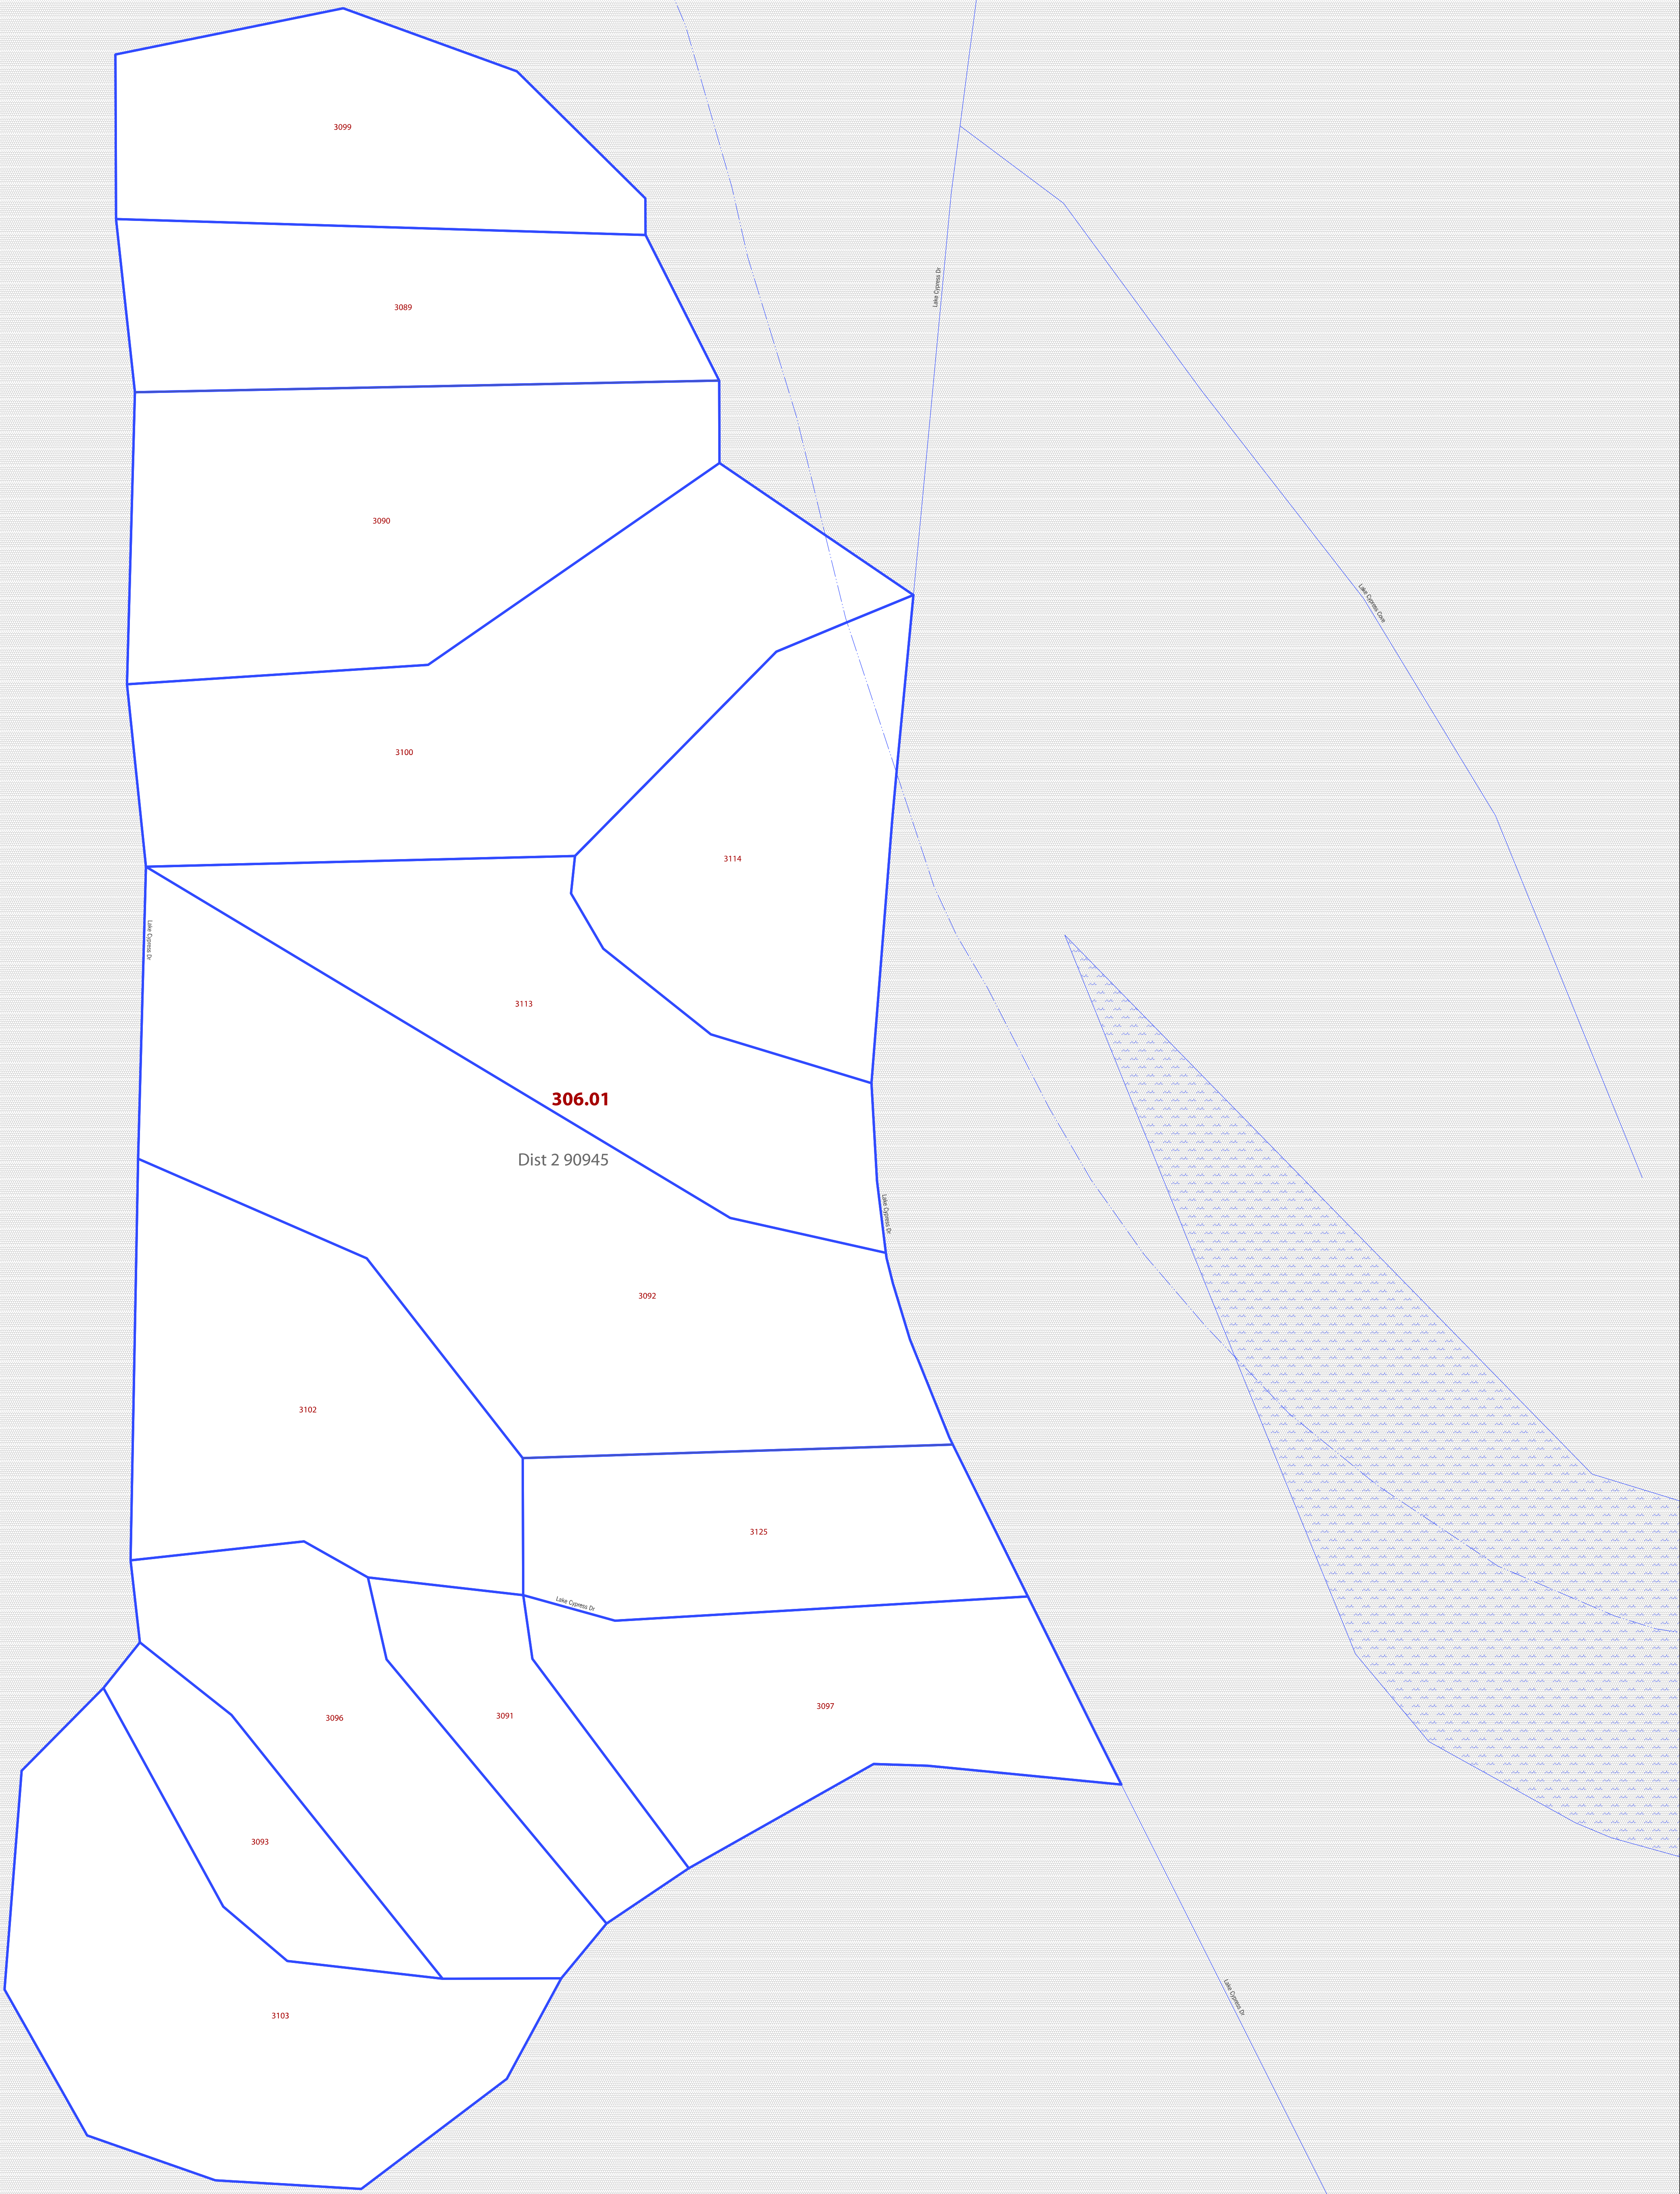 3099
Lake Cypress Dr
3089
3090
Lake Cypress Cove
3100
3114
Lake Cypress Dr
3113
306.01
Dist 2 90945
Lake Cypress Dr
3092
3102
3125
Lake Cypress Dr
3097
3091
3096
3093
Lake Cypress Dr
3103